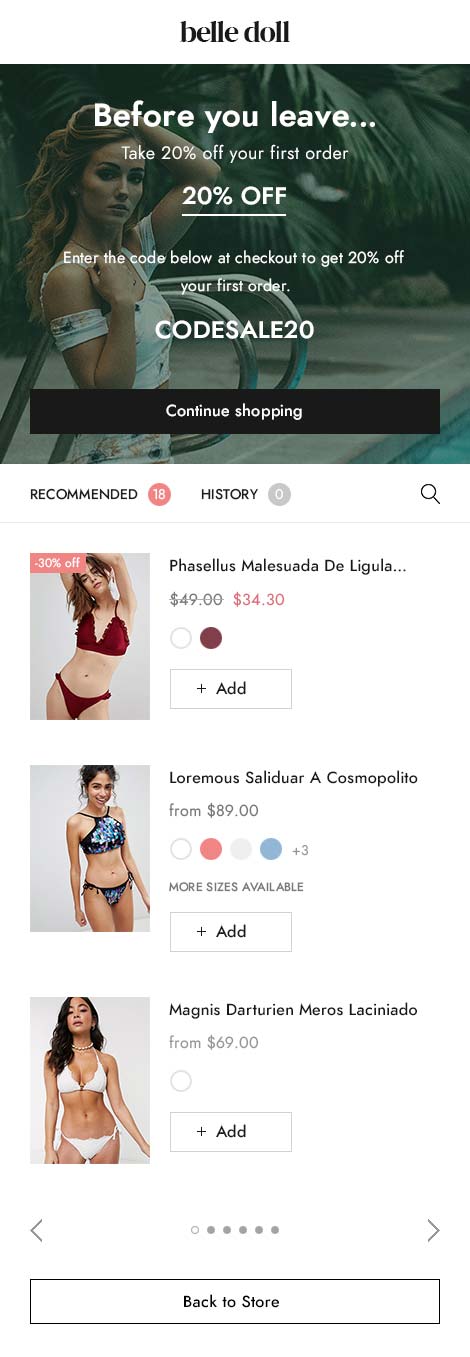 belle doll
Before you leave...
Take 20% off your first order
20% OFF
Enter the code below at checkout to get 20% off
your first order.
CODESALE20
Continue shopping
RECOMMENDED 18 HISTORY 0
-30% off
Phasellus Malesuada De Ligula...
$49.00 $34.30
+ Add
Loremous Saliduar A Cosmopolito
from $89.00
+3
MORE SIZES AVAILABLE
+ Add
Magnis Darturien Meros Laciniado
from $69.00
+ Add
Back to Store